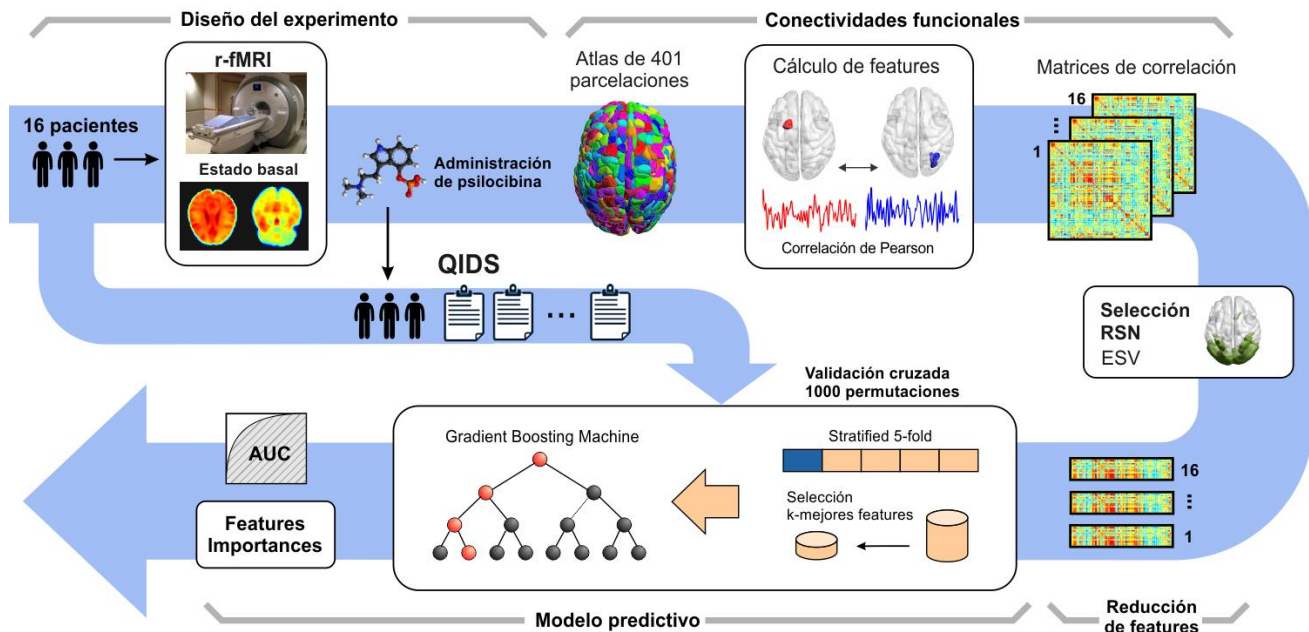 Diseño del experimento
Conectividades funcionales
r-fMRI
16 pacientes
Estado basal
Administración
de psilocibina
Atlas de 401
parcelaciones
Cálculo de features
Correlación de Pearson
Matrices de correlación
16
...
1
QIDS
...
Selección
RSN
ESV
Validación cruzada
1000 permutaciones
AUC
Features
Importances
Gradient Boosting Machine
Stratified 5-fold
Selección
k-mejores features
16
...
1
Modelo predictivo
Reducción
de features